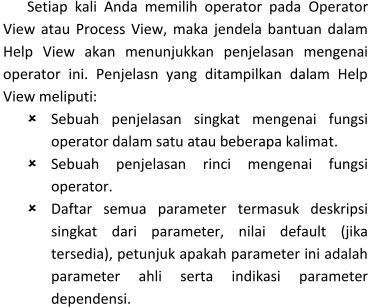 Setiap kali Anda memilih operator pada Operator
View atau Process View, maka jendela bantuan dalam
Help View akan menunjukkan penjelasan mengenai
operator ini. Penjelasn yang ditampilkan dalam Help
View meliputi:
× Sebuah penjelasan singkat mengenai fungsi
operator dalam satu atau beberapa kalimat.
× Sebuah penjelasan rinci mengenai fungsi
operator.
× Daftar semua parameter termasuk deskripsi
singkat dari parameter, nilai default (jika
tersedia), petunjuk apakah parameter ini adalah
parameter ahli serta indikasi parameter
dependensi.